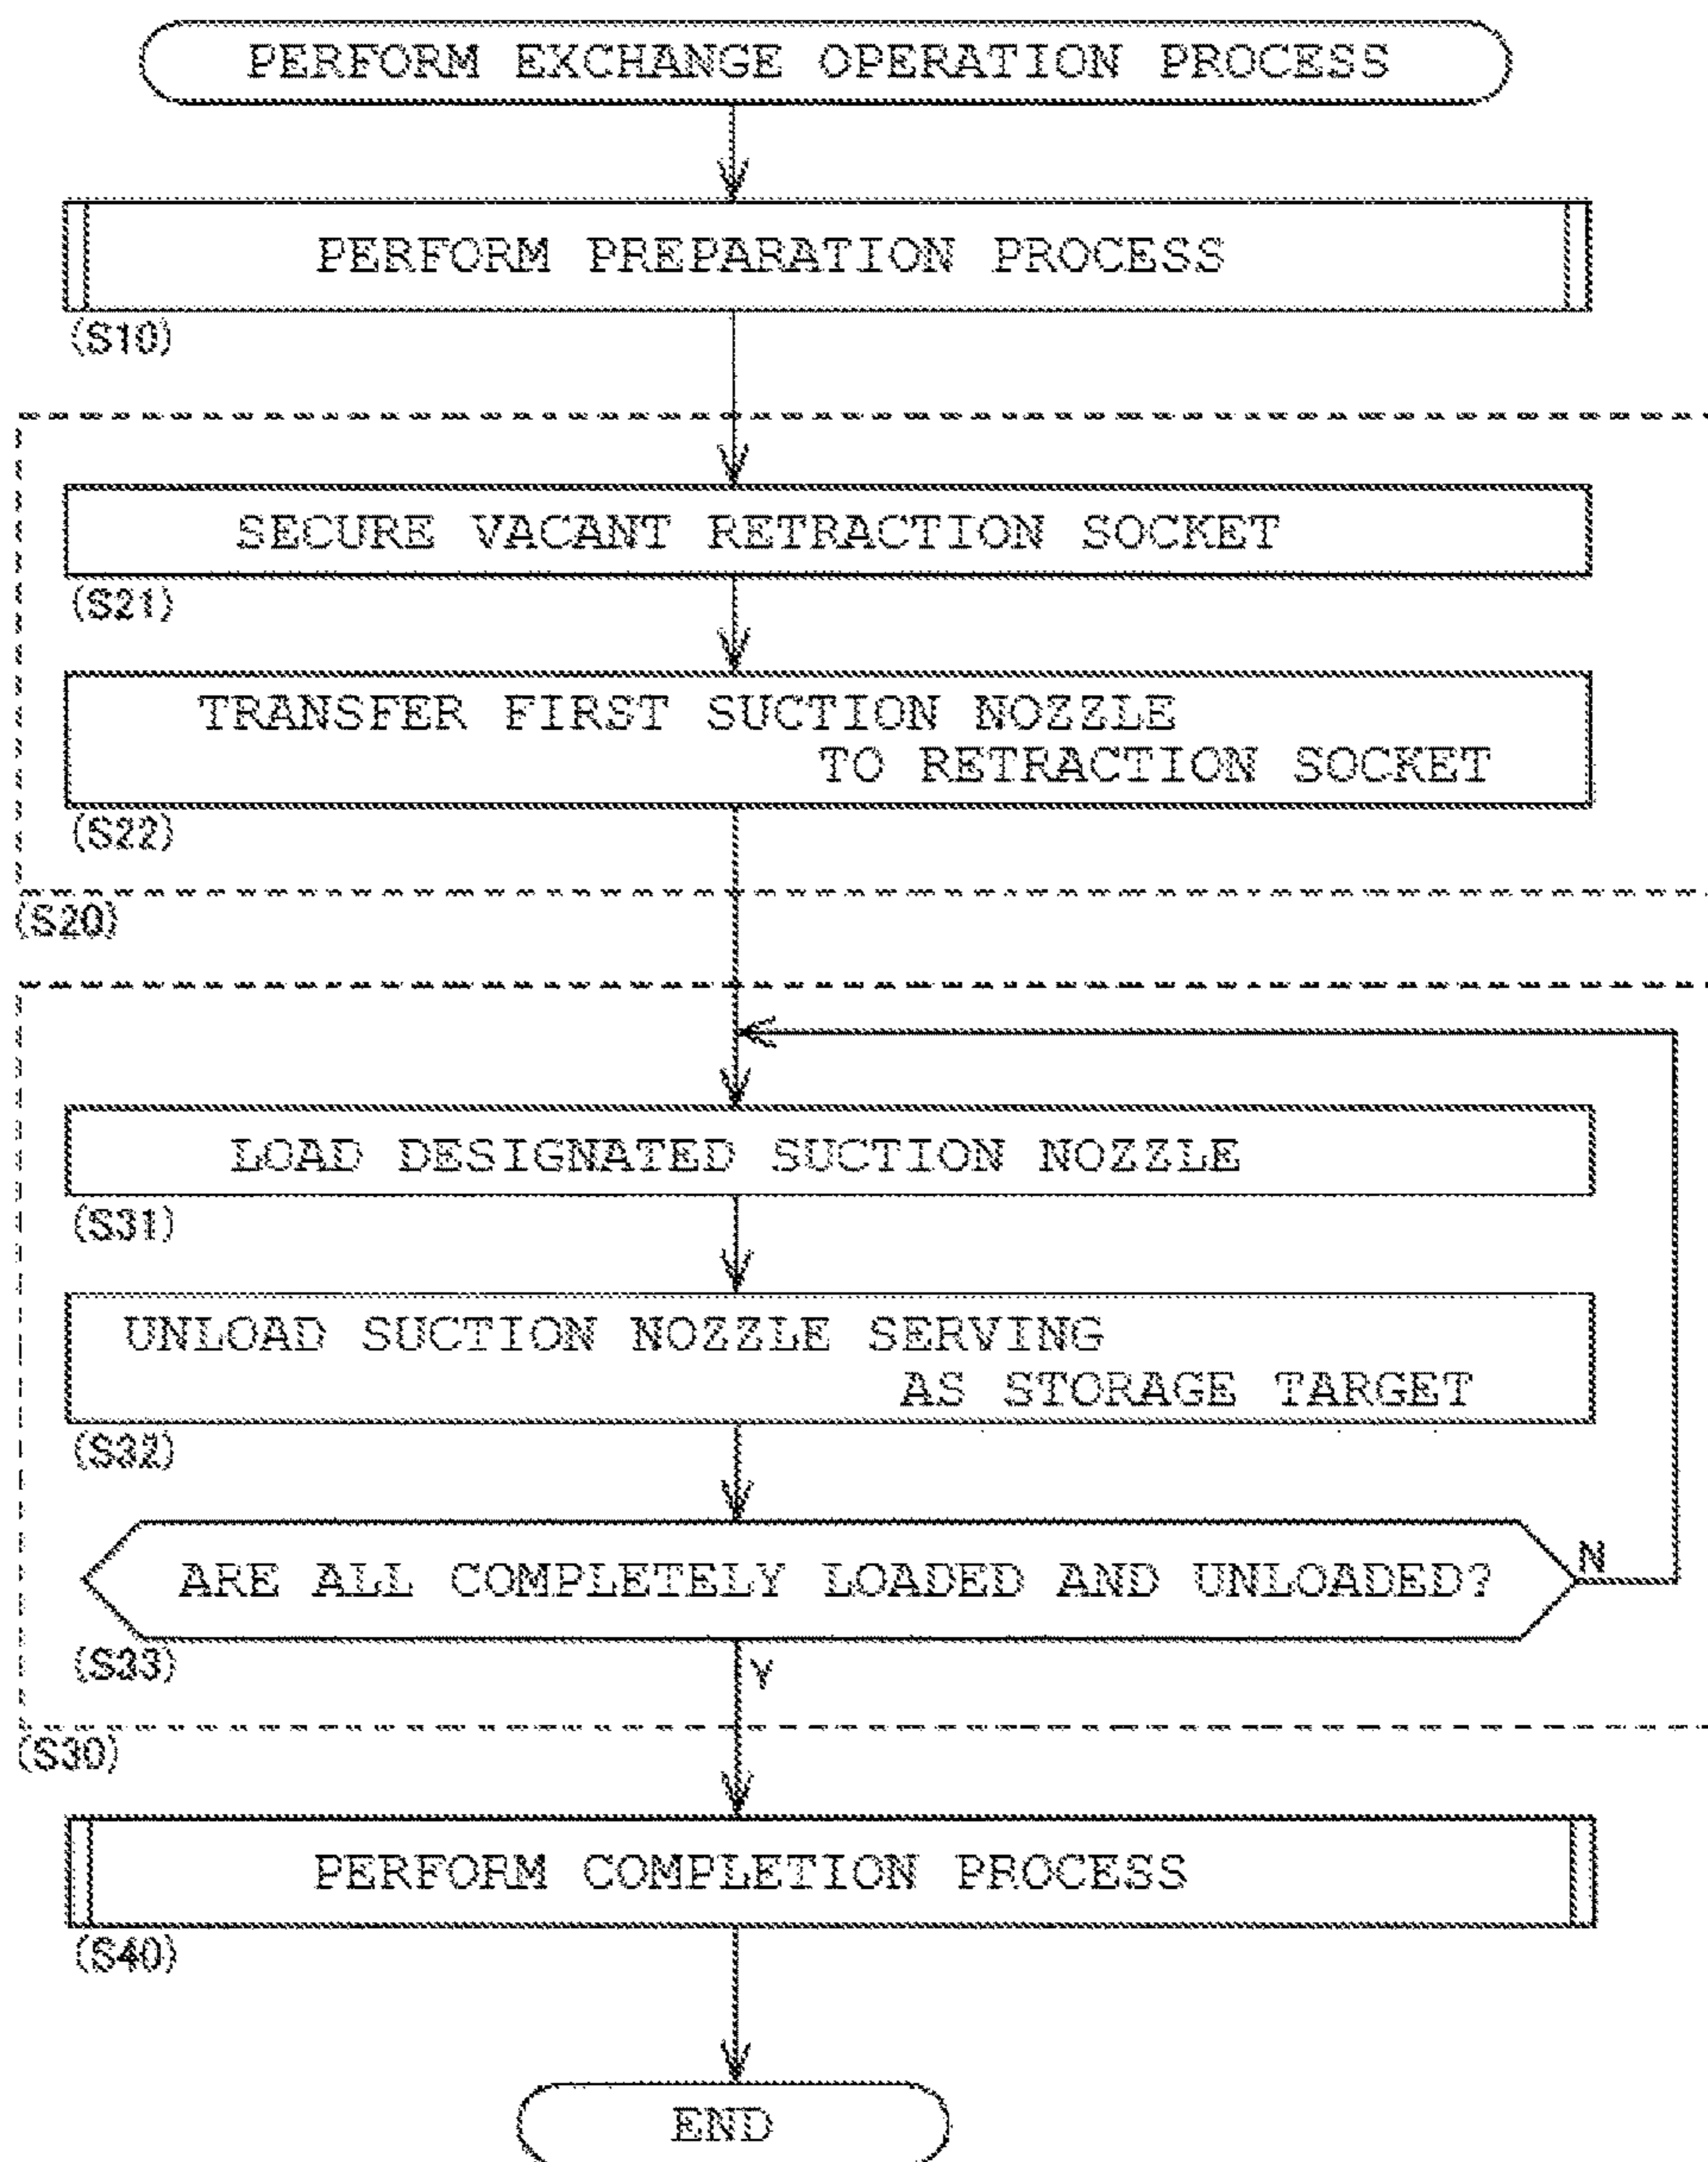 PERFORM EXCHANGE OPERATION PROCESS
PERFORM PREPARATION PROCESS
(S10)
SECURE VACANT RETRACTION SOCKET
(S21)
TRANSFER FIRST SUCTION NOZZLE
TO RETRACTION SOCKET
(S22)
(S20)
LOAD DESIGNATED SUCTION NOZZLE
(S31)
UNLOAD SUCTION NOZZLE SERVING
AS STORAGE TARGET
(S32)
ARE ALL COMPLETELY LOADED AND UNLOADED?
N
(S33)
Y
(S30)
PERFORM COMPLETION PROCESS
(S40)
END